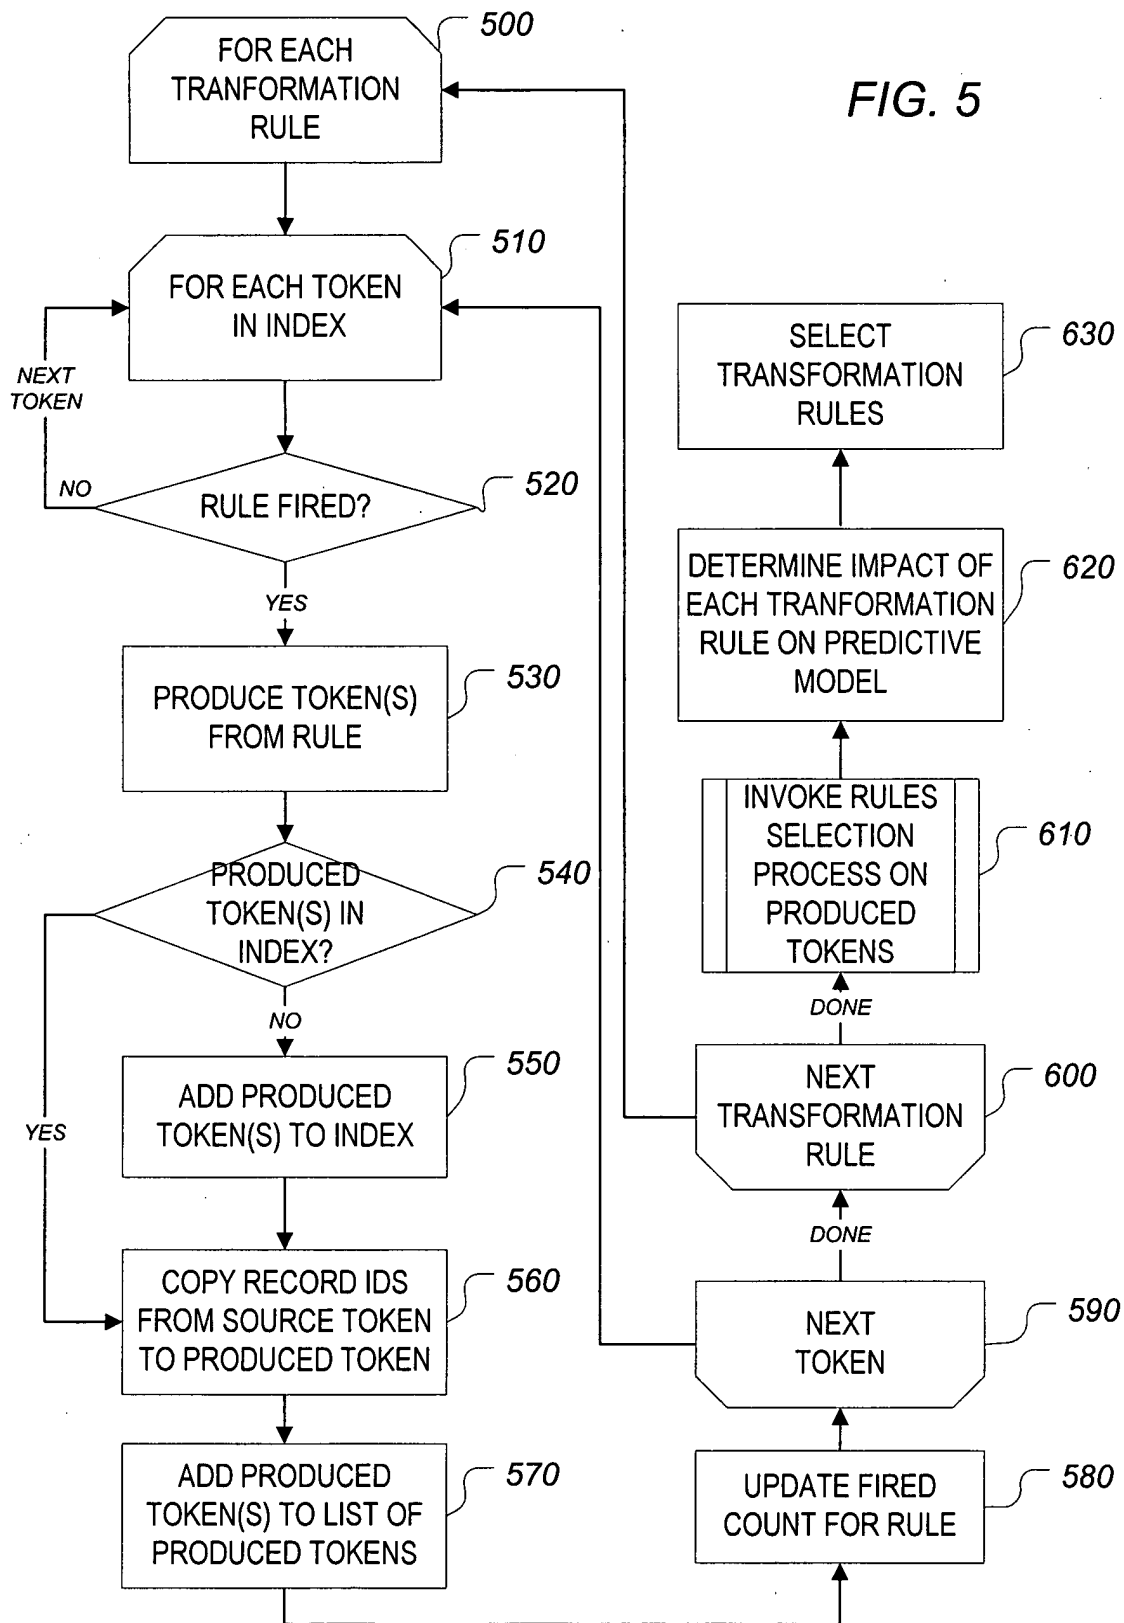 500
FOR EACH
TRANFORMATION
RULE
FIG. 5
510
FOR EACH TOKEN
IN INDEX
NEXT
TOKEN
NO
520
RULE FIRED?
YES
530
PRODUCE TOKEN(S)
FROM RULE
540
PRODUCED
TOKEN(S) IN
INDEX?
NO
YES
550
ADD PRODUCED
TOKEN(S) TO INDEX
560
COPY RECORD IDS
FROM SOURCE TOKEN
TO PRODUCED TOKEN
570
ADD PRODUCED
TOKEN(S) TO LIST OF
PRODUCED TOKENS
630
SELECT
TRANSFORMATION
RULES
620
DETERMINE IMPACT OF
EACH TRANFORMATION
RULE ON PREDICTIVE
MODEL
610
INVOKE RULES
SELECTION
PROCESS ON
PRODUCED
TOKENS
DONE
600
NEXT
TRANSFORMATION
RULE
DONE
590
NEXT
TOKEN
580
UPDATE FIRED
COUNT FOR RULE